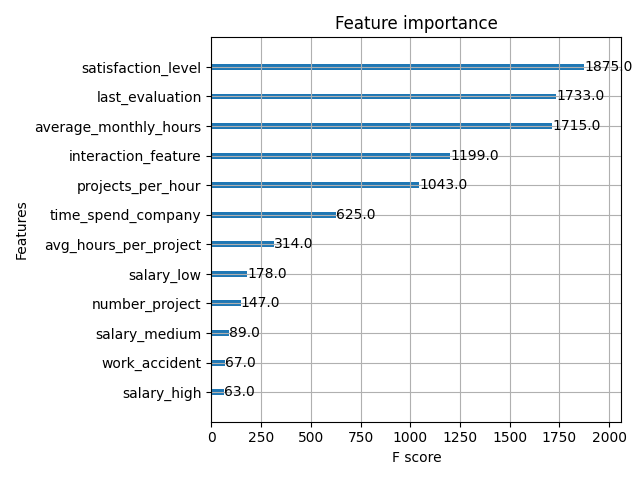 Feature importance
satisfaction_level 1875.0
last_evaluation 1733.0
average_monthly_hours 1715.0
interaction_feature 1199.0
projects_per_hour 1043.0
time_spend_company 625.0
avg_hours_per_project 314.0
salary_low 178.0
number_project 147.0
salary_medium 89.0
work_accident 67.0
salary_high 63.0
Features
0 250 500 750 1000 1250 1500 1750 2000
F score